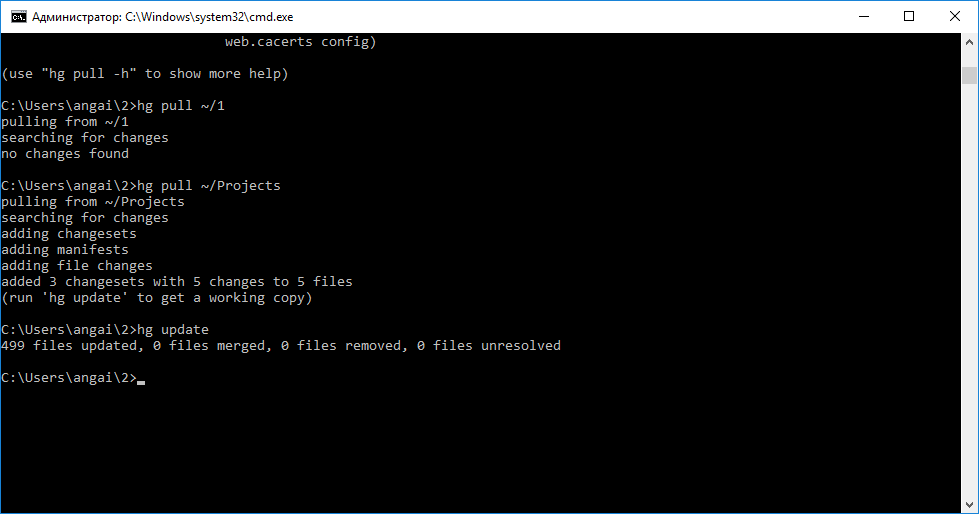 Администратор: C:\Windows\system32\cmd.exe
web.cacerts config)
(use "hg pull -h" to show more help)
C:\Users\angai\2>hg pull ~/1
pulling from ~/1
searching for changes
no changes found
C:\Users\angai\2>hg pull ~/Projects
pulling from ~/Projects
searching for changes
adding changesets
adding manifests
adding file changes
added 3 changesets with 5 changes to 5 files
(run 'hg update' to get a working copy)
C:\Users\angai\2>hg update
499 files updated, 0 files merged, 0 files removed, 0 files unresolved
C:\Users\angai\2>